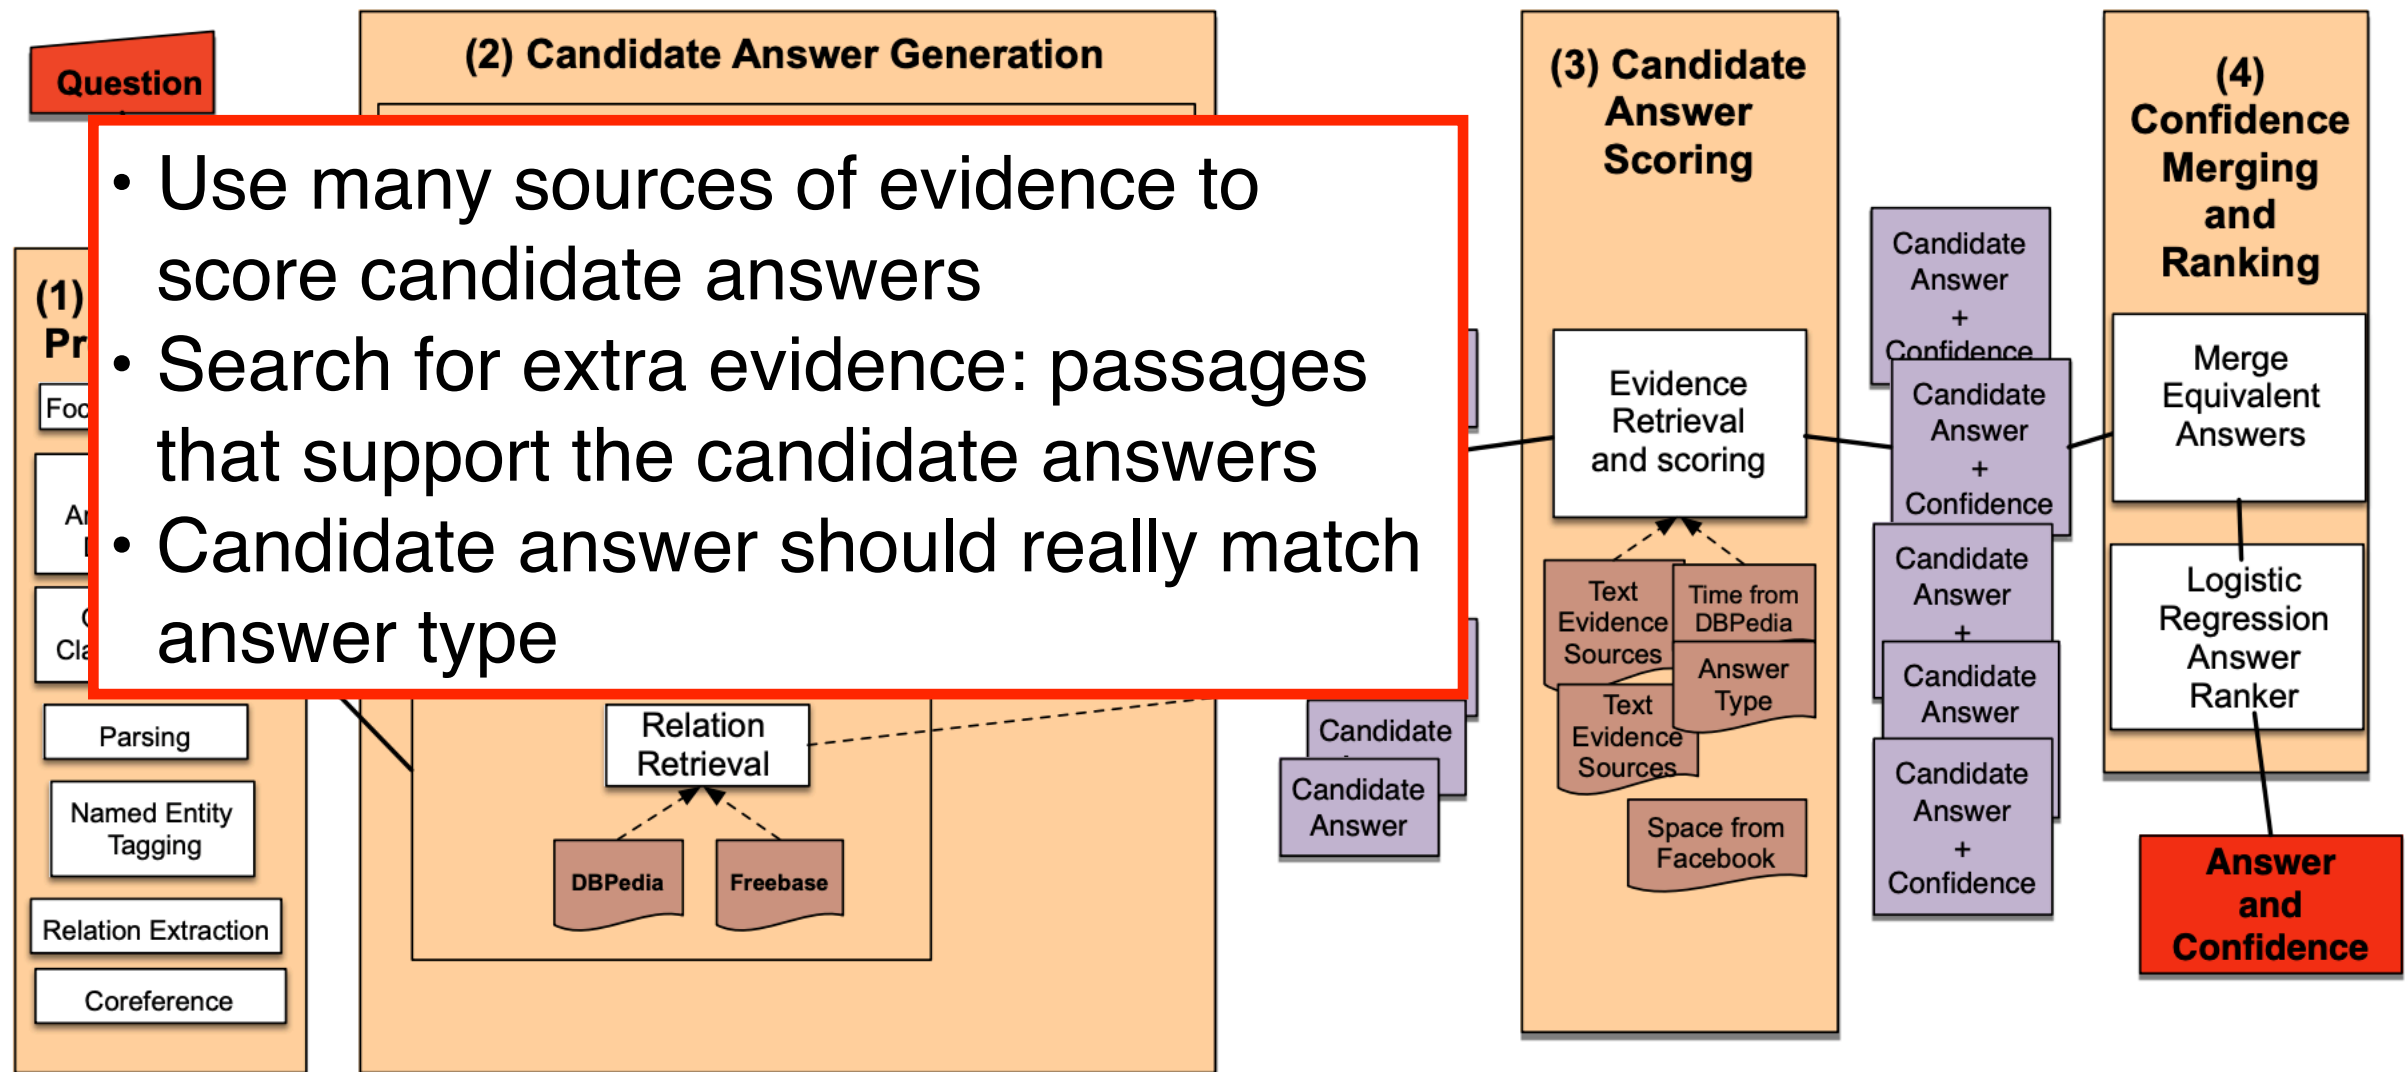 Question
(2) Candidate Answer Generation
• Use many sources of evidence to
score candidate answers
• Search for extra evidence: passages
that support the candidate answers
• Candidate answer should really match
answer type
(1)
Parsing
Named Entity
Tagging
Relation Extraction
Coreference
Relation
Retrieval
DBPedia
Freebase
Candidate
Candidate
Answer
(3) Candidate
Answer
Scoring
Evidence
Retrieval
and scoring
Text
Evidence
Sources
Time from
DBPedia
Answer
Type
Text
Evidence
Sources
Space from
Facebook
Candidate
Answer
+
Confidence
Candidate
Answer
+
Confidence
Candidate
Answer
+
Candidate
Answer
Candidate
Answer
+
Confidence
(4)
Confidence
Merging
and
Ranking
Merge
Equivalent
Answers
Logistic
Regression
Answer
Ranker
Answer
and
Confidence